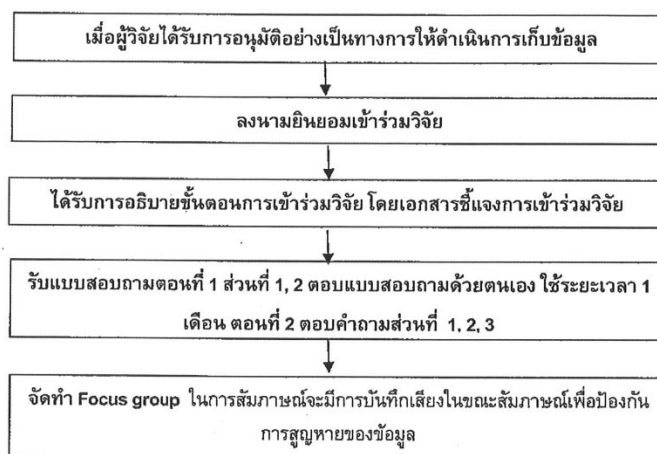 เมื่อผู้วิจัยได้รับการอนุมัติอย่างเป็นทางการให้ดำเนินการเก็บข้อมูล
ลงนามยินยอมเข้าร่วมวิจัย
ได้รับการอธิบายขั้นตอนการเข้าร่วมวิจัย โดยเอกสารชี้แจงการเข้าร่วมวิจัย
รับแบบสอบถามตอนที่ 1 ส่วนที่ 1, 2 ตอบแบบสอบถามด้วยตนเอง ใช้ระยะเวลา 1
เดือน ตอนที่ 2 ตอบคำถามส่วนที่ 1, 2, 3
จัดทำ Focus group ในการสัมภาษณ์จะมีการบันทึกเสียงในขณะสัมภาษณ์เพื่อป้องกัน
การสูญหายของข้อมูล